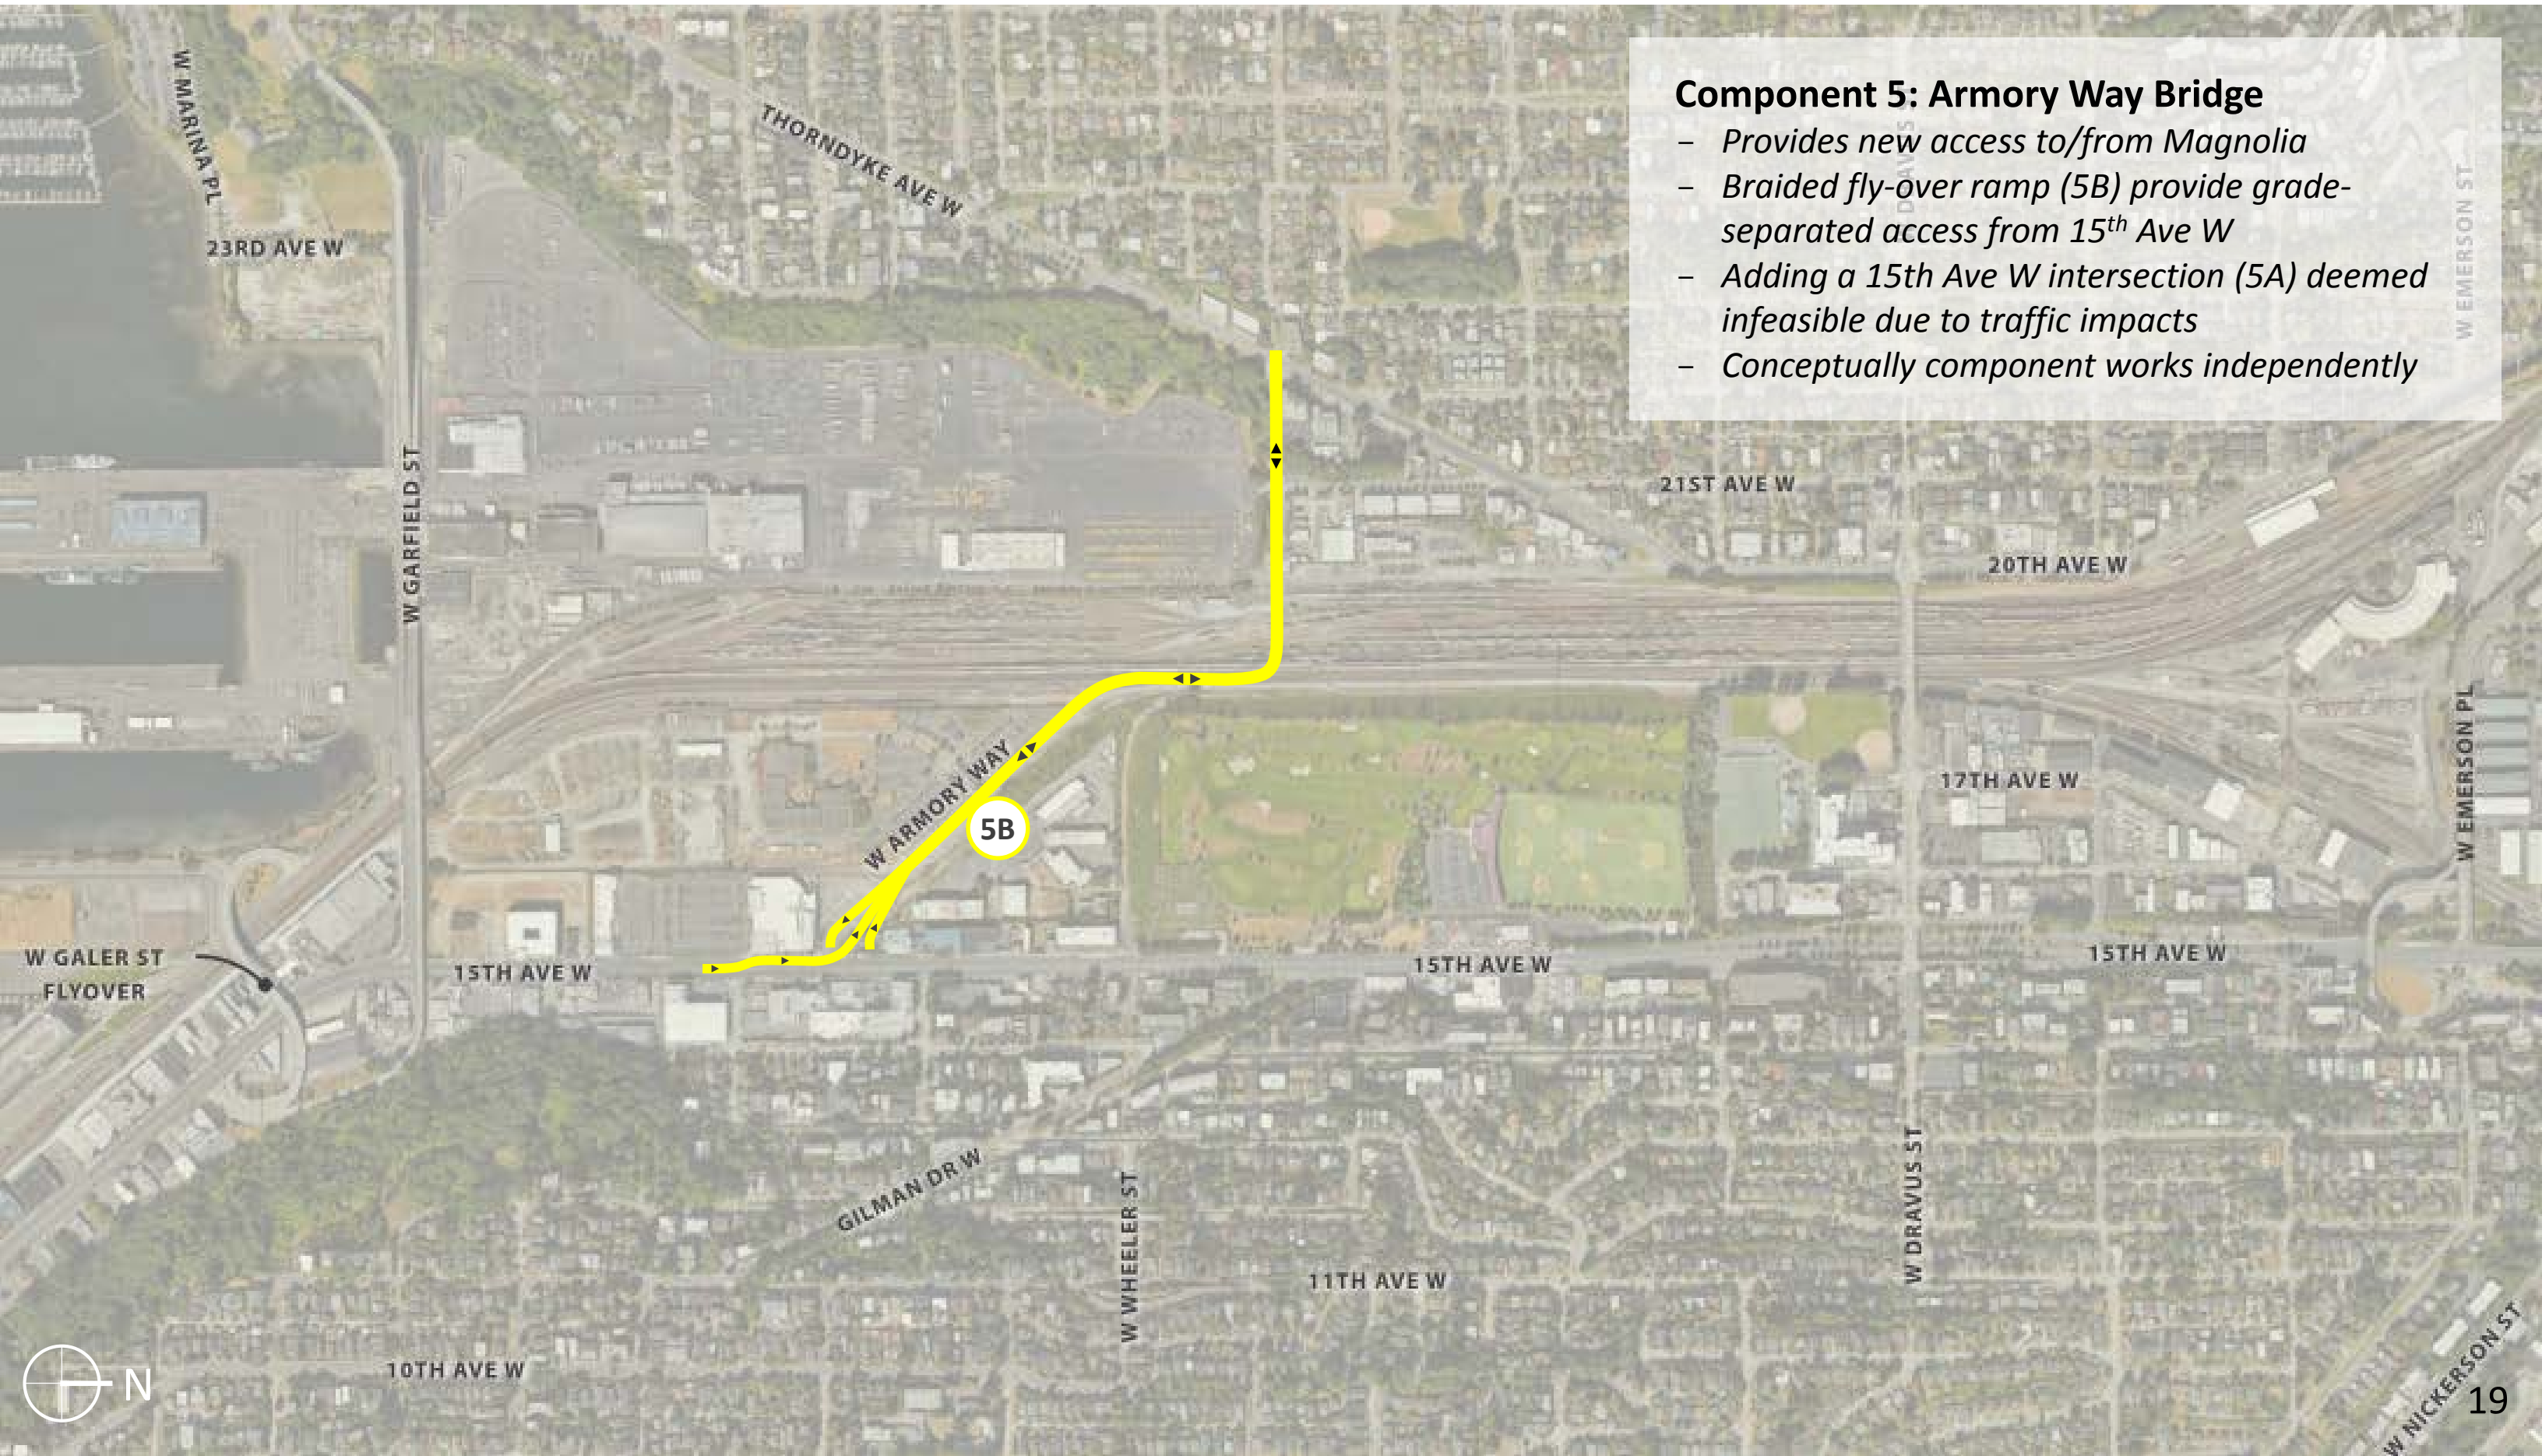 Component 5: Armory Way Bridge
– Provides new access to/from Magnolia
– Braided fly-over ramp (5B) provide grade-
separated access from 15th Ave W
– Adding a 15th Ave W intersection (5A) deemed
infeasible due to traffic impacts
– Conceptually component works independently
W MARINA PL
THORNDYKE AVE W
23RD AVE W
W EMERSON ST
W GARFIELD ST
21ST AVE W
20TH AVE W
W ARMORY WAY
5B
17TH AVE W
W EMERSON PL
W GALER ST
FLYOVER
15TH AVE W
15TH AVE W
15TH AVE W
GILMAN DR W
W WHEELER ST
W DRAVUS ST
11TH AVE W
10TH AVE W
N
W NICKERSON ST
19